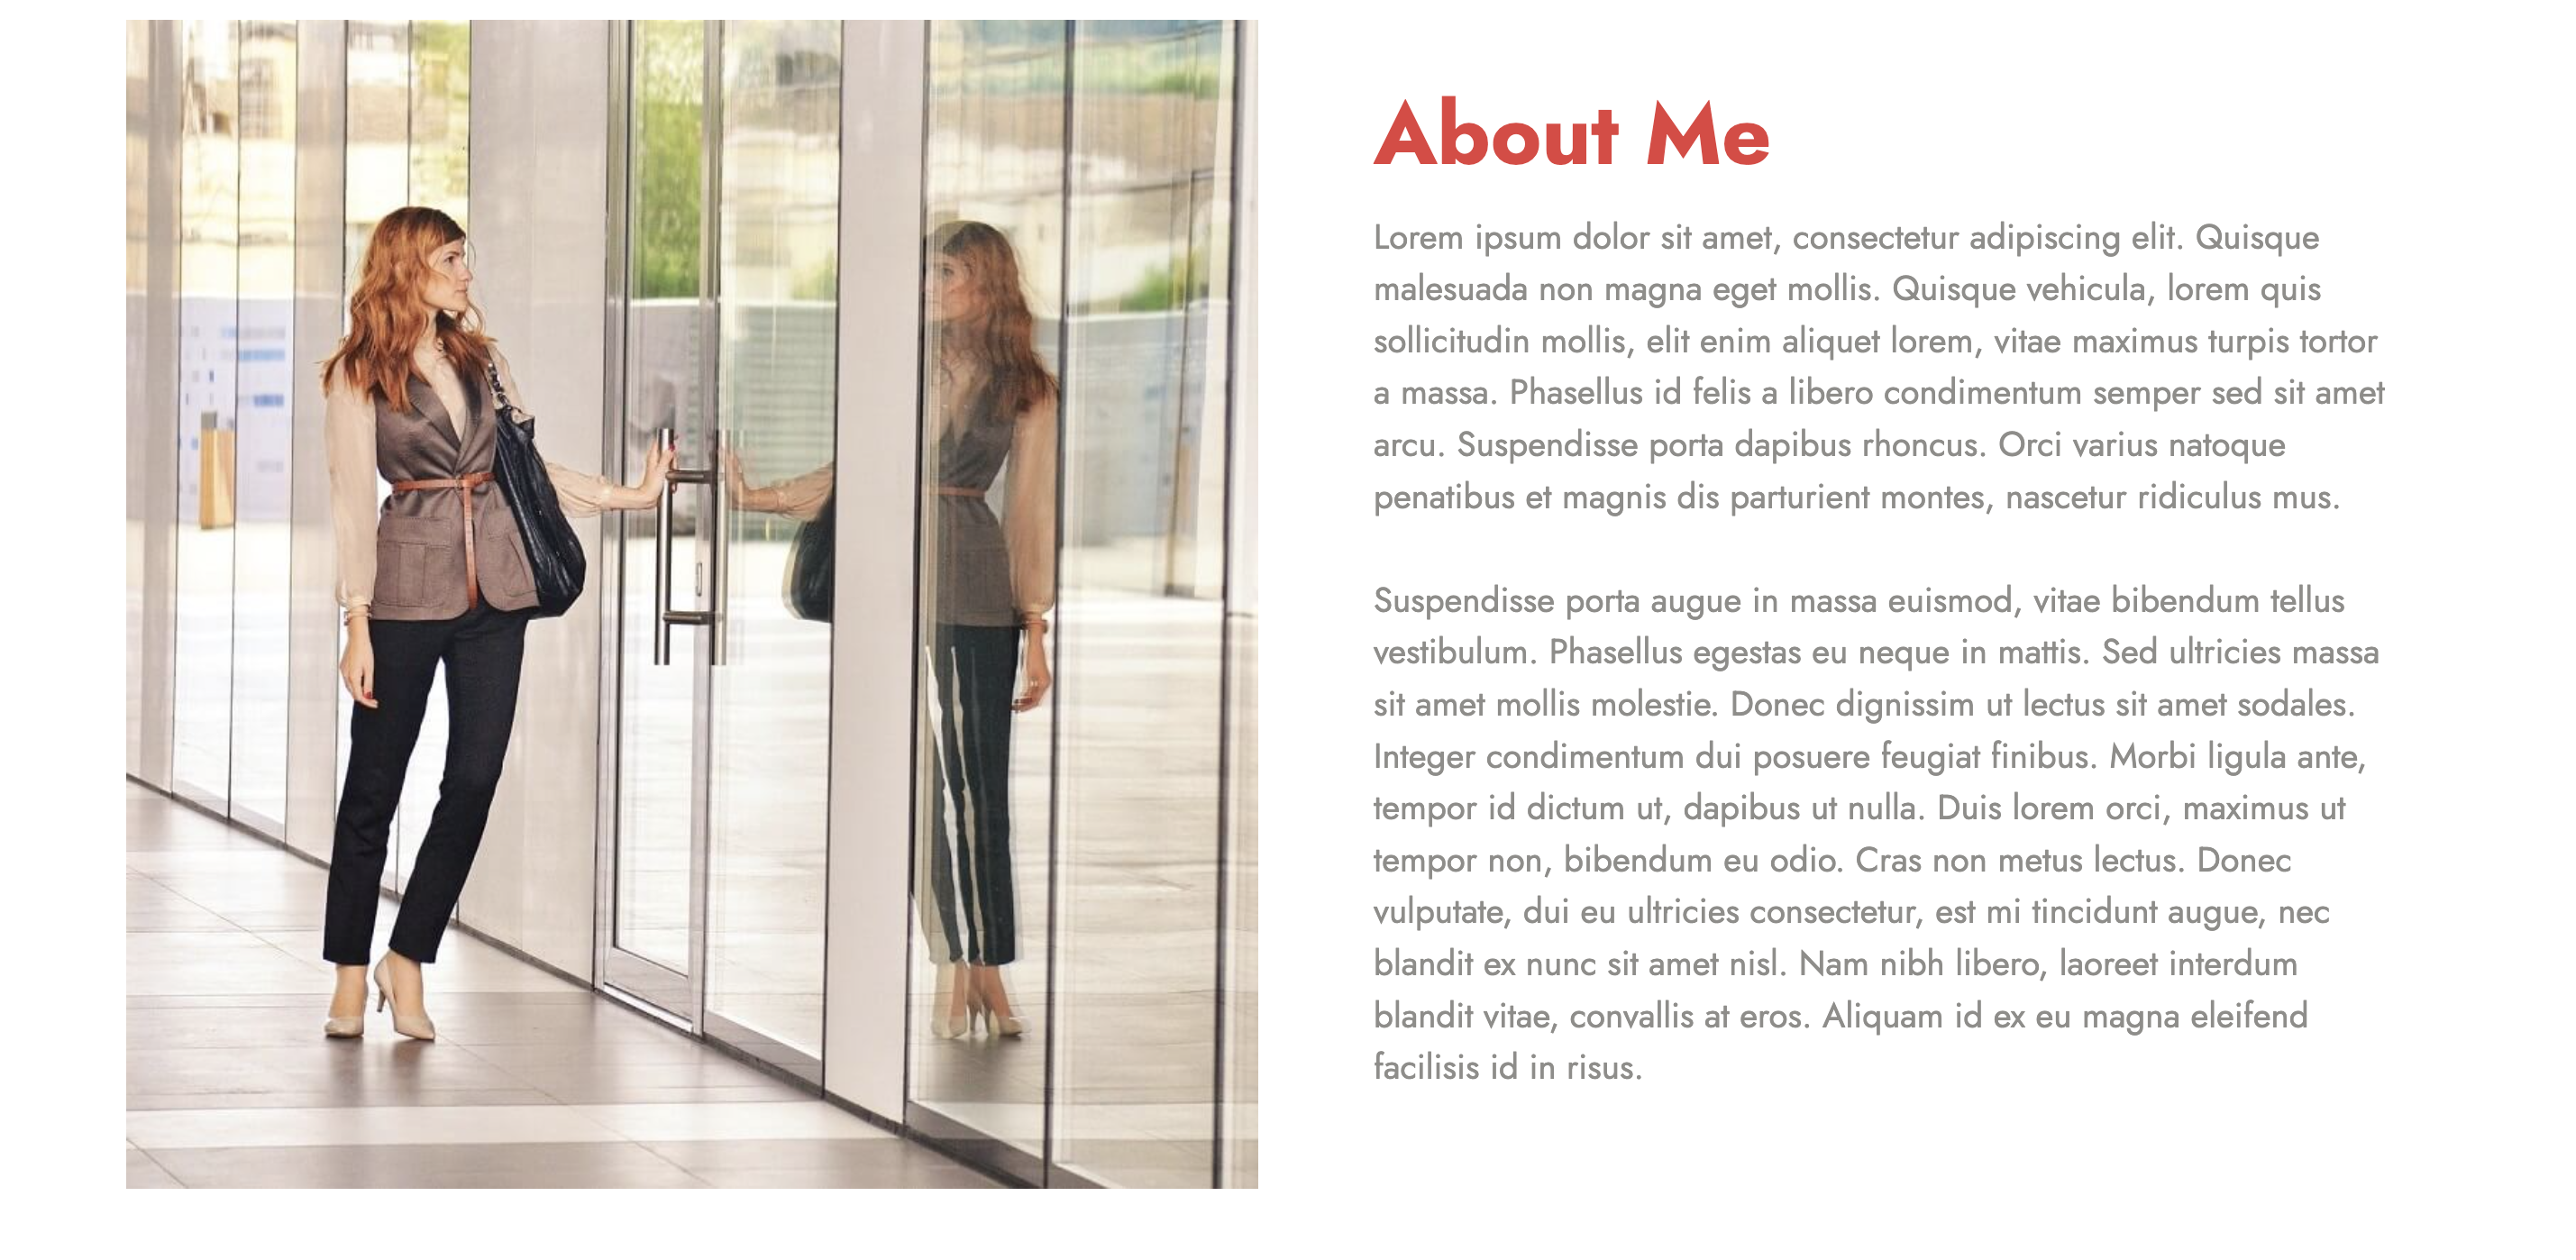 About Me
Lorem ipsum dolor sit amet, consectetur adipiscing elit. Quisque
malesuada non magna eget mollis. Quisque vehicula, lorem quis
sollicitudin mollis, elit enim aliquet lorem, vitae maximus turpis tortor
a massa. Phasellus id felis a libero condimentum semper sed sit amet
arcu. Suspendisse porta dapibus rhoncus. Orci varius natoque
penatibus et magnis dis parturient montes, nascetur ridiculus mus.
Suspendisse porta augue in massa euismod, vitae bibendum tellus
vestibulum. Phasellus egestas eu neque in mattis. Sed ultricies massa
sit amet mollis molestie. Donec dignissim ut lectus sit amet sodales.
Integer condimentum dui posuere feugiat finibus. Morbi ligula ante,
tempor id dictum ut, dapibus ut nulla. Duis lorem orci, maximus ut
tempor non, bibendum eu odio. Cras non metus lectus. Donec
vulputate, dui eu ultricies consectetur, est mi tincidunt augue, nec
blandit ex nunc sit amet nisl. Nam nibh libero, laoreet interdum
blandit vitae, convallis at eros. Aliquam id ex eu magna eleifend
facilisis id in risus.